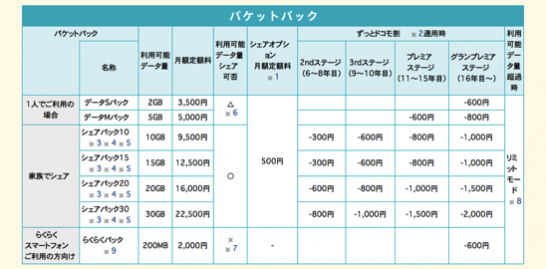 パケットパック
パケットパック
名称
利用可能
データ量
月額定額料
利用可能
データ量
シェア
可否
シェアオプシ
ョン
月額定額料
※1
ずっとドコモ割 ※2適用時
2ndステージ
(6〜8年目)
3rdステージ
(9〜10年目)
プレミア
ステージ
(11〜15年目)
グランプレミア
ステージ
(16年目〜)
利用
可能
デー
タ量
超過
時
1人でご利用の
場合
データSパック 2GB 3,500円 -600円
データMパック 5GB 5,000円 -600円 -800円
△
※6
家族でシェア
シェアパック10
※3 ※4 ※5
10GB 9,500円 -300円 -600円 -800円 -1,000円
シェアパック15
※3 ※4 ※5
15GB 12,500円 -300円 -600円 -800円 -1,000円
シェアパック20
※3 ※4 ※5
20GB 16,000円 -600円 -800円 -1,000円 -1,500円
シェアパック30
※3 ※4 ※5
30GB 22,500円 -800円 -1,000円 -1,500円 -2,000円
○
500円
リミ
ット
モー
ド
※8
らくらく
スマートフォン
ご利用の方向け
らくらくパック
※9
200MB 2,000円
×
※7
- -600円